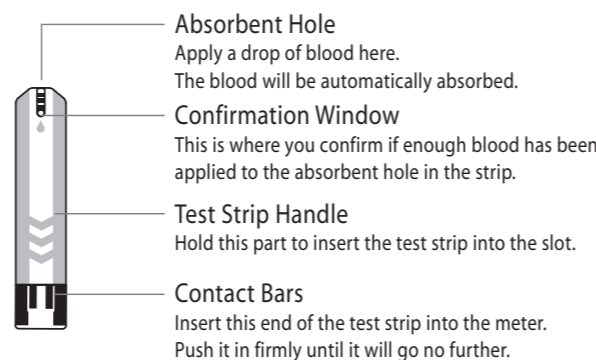 Absorbent Hole
Apply a drop of blood here.
The blood will be automatically absorbed.
Confirmation Window
This is where you confirm if enough blood has been
applied to the absorbent hole in the strip.
Test Strip Handle
Hold this part to insert the test strip into the slot.
Contact Bars
Insert this end of the test strip into the meter.
Push it in firmly until it will go no further.